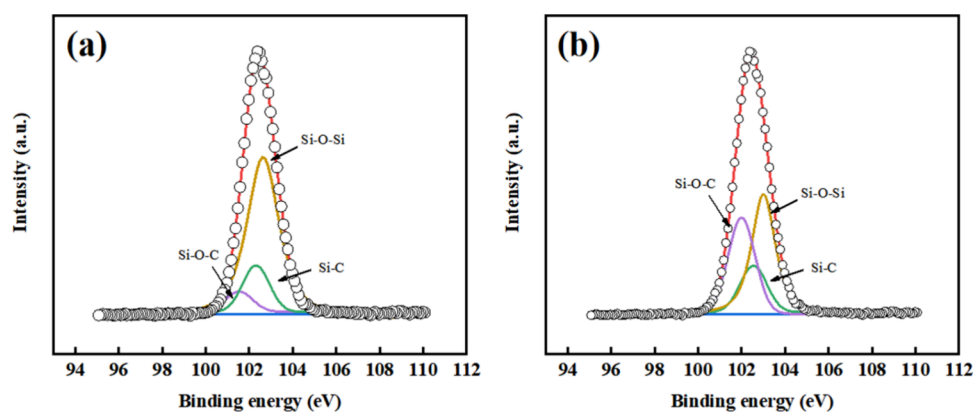 (a)
Si-O-Si
Si-O-C
Si-C
Intensity (a.u.)
94 96 98 100 102 104 106 108 110 112
Binding energy (eV)
(b)
Si-O-C
Si-O-Si
Si-C
Intensity (a.u.)
94 96 98 100 102 104 106 108 110 112
Binding energy (eV)